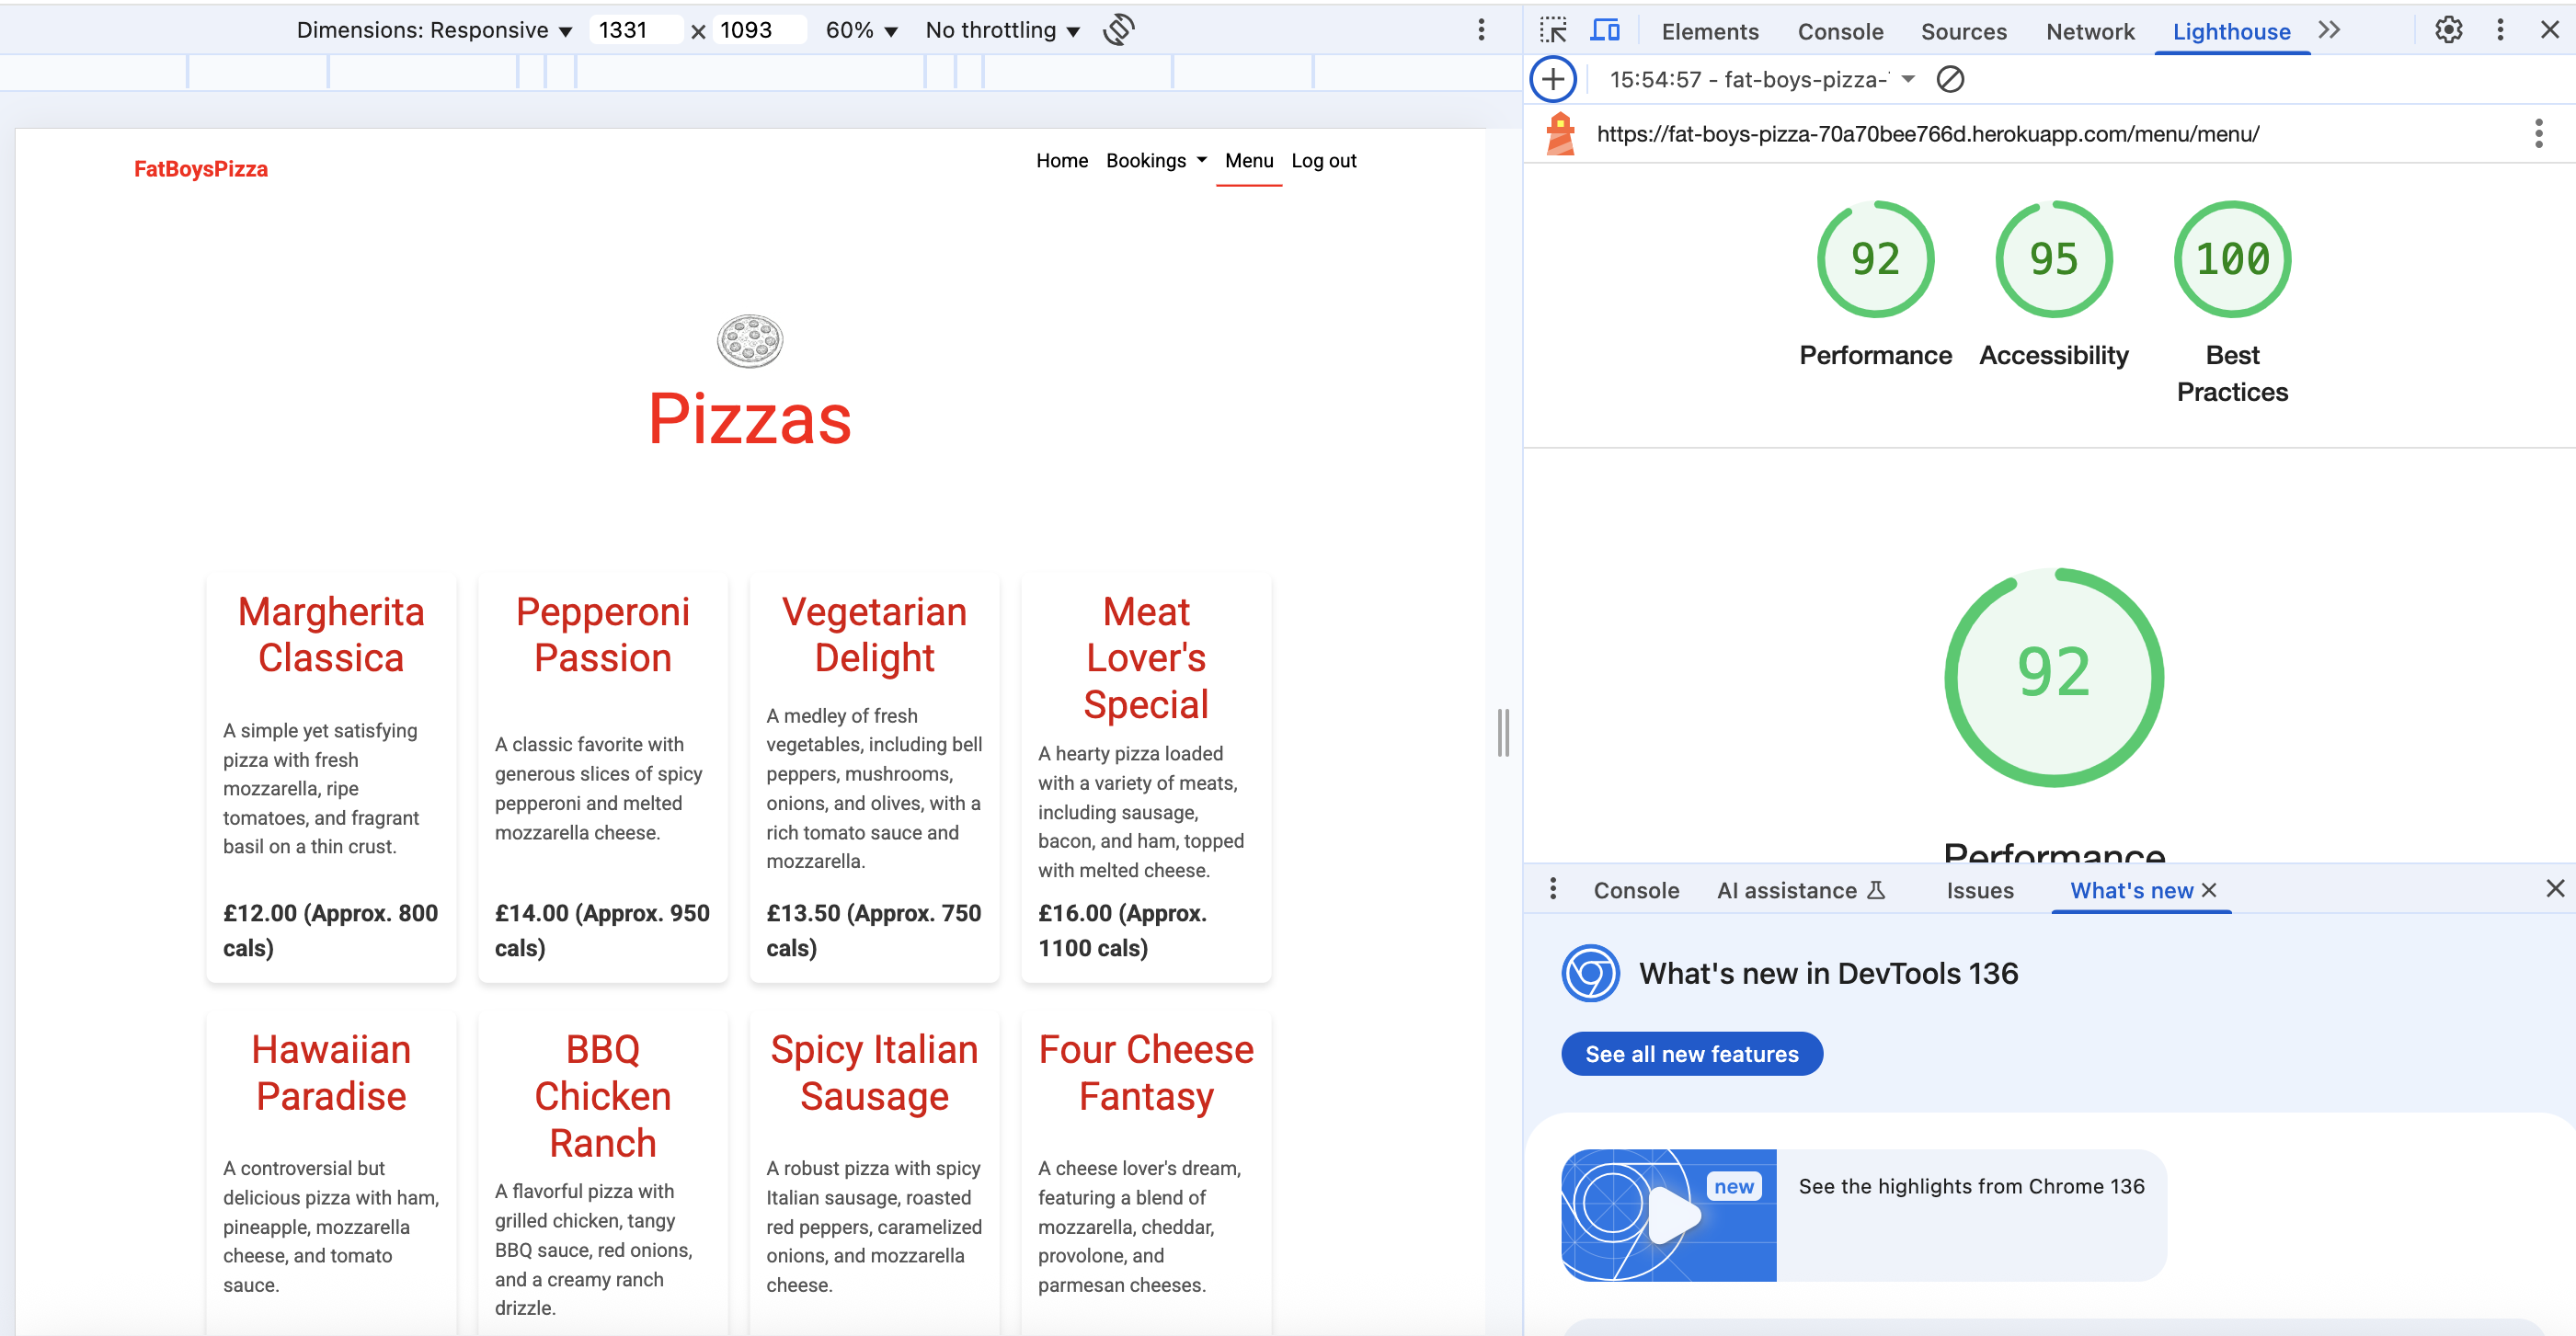 Dimensions: Responsive ▼ 1331 × 1093 60% ▼ No throttling ▼
FatBoysPizza
Home Bookings Menu Log out
Pizzas
Margherita
Classica
A simple yet satisfying
pizza with fresh
mozzarella, ripe
tomatoes, and fragrant
basil on a thin crust.
£12.00 (Approx. 800
cals)
Pepperoni
Passion
A classic favorite with
generous slices of spicy
pepperoni and melted
mozzarella cheese.
£14.00 (Approx. 950
cals)
Vegetarian
Delight
A medley of fresh
vegetables, including bell
peppers, mushrooms,
onions, and olives, with a
rich tomato sauce and
mozzarella.
£13.50 (Approx. 750
cals)
Meat
Lover's
Special
A hearty pizza loaded
with a variety of meats,
including sausage,
bacon, and ham, topped
with melted cheese.
£16.00 (Approx.
1100 cals)
Hawaiian
Paradise
A controversial but
delicious pizza with ham,
pineapple, mozzarella
cheese, and tomato
sauce.
BBQ
Chicken
Ranch
A flavorful pizza with
grilled chicken, tangy
BBQ sauce, red onions,
and a creamy ranch
drizzle.
Spicy Italian
Sausage
A robust pizza with spicy
Italian sausage, roasted
red peppers, caramelized
onions, and mozzarella
cheese.
Four Cheese
Fantasy
A cheese lover's dream,
featuring a blend of
mozzarella, cheddar,
provolone, and
parmesan cheeses.
Elements Console Sources Network Lighthouse
15:54:57 - fat-boys-pizza-
https://fat-boys-pizza-70a70bee766d.herokuapp.com/menu/menu/
92 95 100
Performance Accessibility Best
Practices
92
Performance
Console AI assistance Issues What's new
What's new in DevTools 136
See all new features
new
See the highlights from Chrome 136